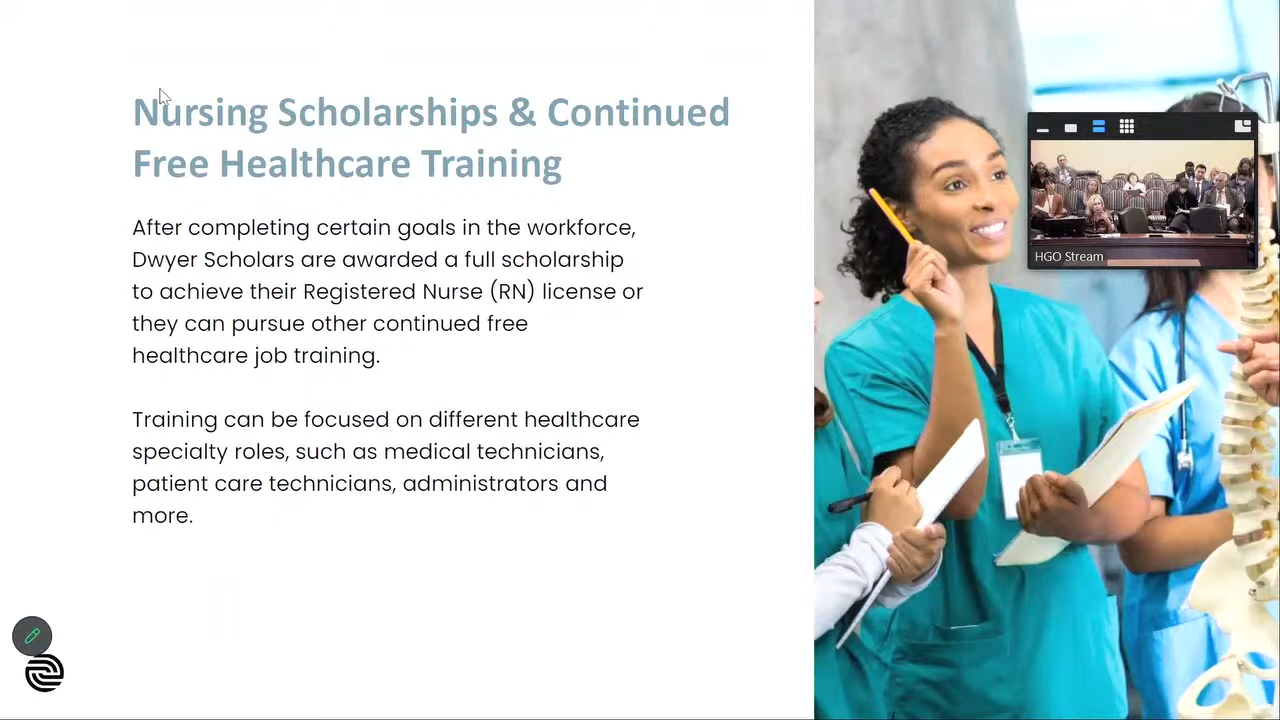 Nursing Scholarships & Continued
Free Healthcare Training
After completing certain goals in the workforce,
Dwyer Scholars are awarded a full scholarship
to achieve their Registered Nurse (RN) license or
they can pursue other continued free
healthcare job training.
Training can be focused on different healthcare
specialty roles, such as medical technicians,
patient care technicians, administrators and
more.
HGO Stream